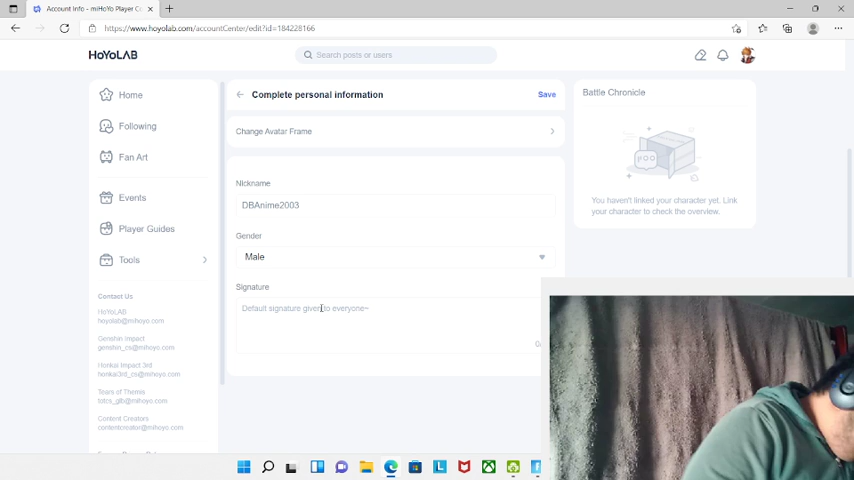 Account Info - miHoYo Player C
https://www.hoyolab.com/accountCenter/edit?id=184228166
HoYoLAB
Search posts or users
Home
Following
Fan Art
Events
Player Guides
Tools
Contact Us
HoYoLAB
hoyolab@mihoyo.com
Genshin Impact
genshin_cs@mihoyo.com
Honkai Impact 3rd
honkai3rd_cs@mihoyo.com
Tears of Themis
totcs_glb@mihoyo.com
Content Creators
contentcreator@mihoyo.com
Complete personal information
Save
Change Avatar Frame
Nickname
DBAnime2003
Gender
Male
Signature
Default signature given to everyone~
Battle Chronicle
You haven't linked your character yet. Link
your character to check the overview.